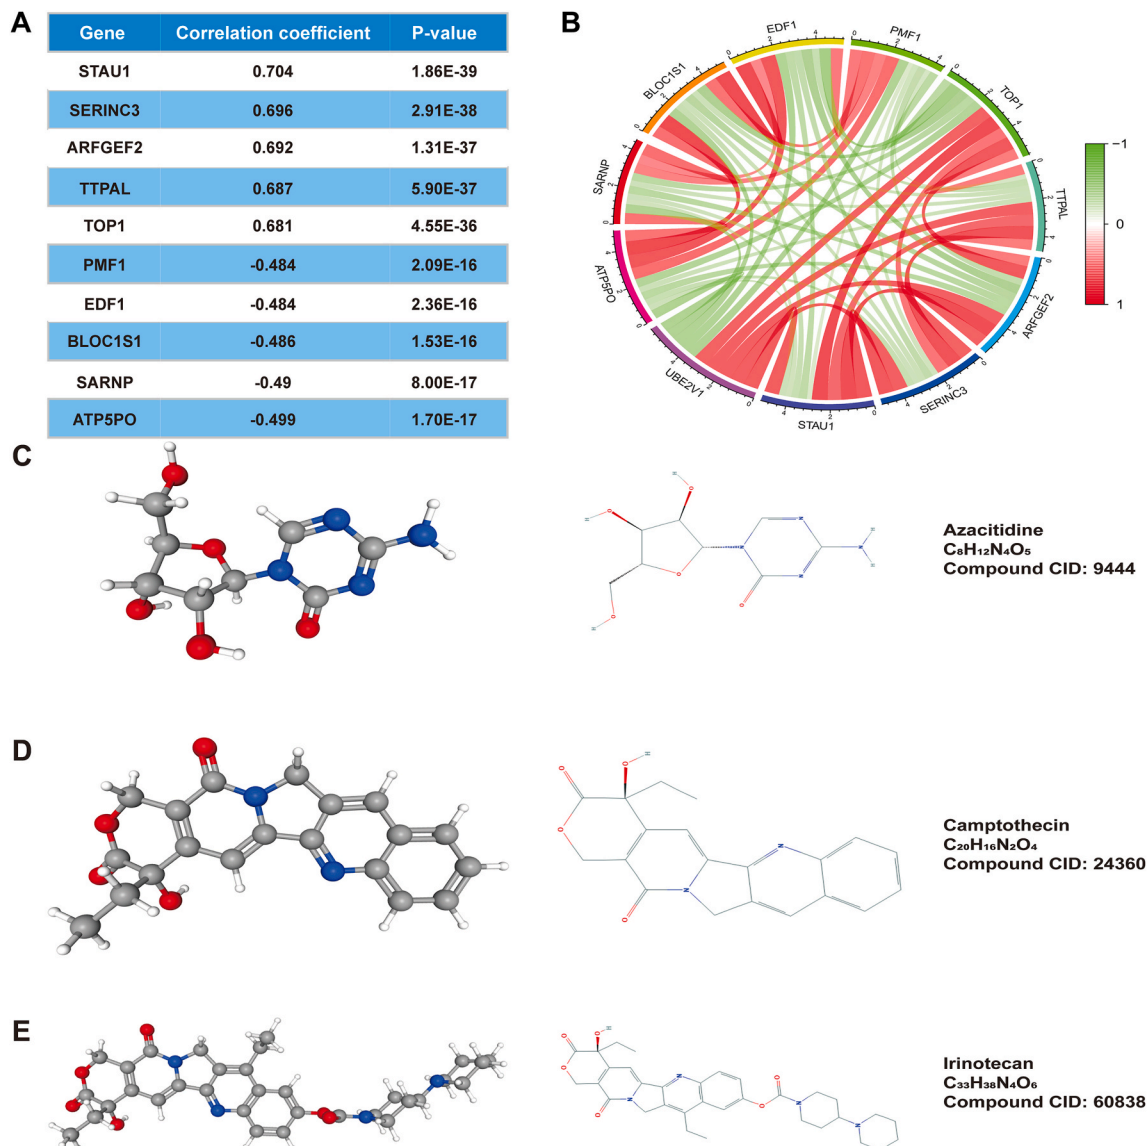 A
Gene Correlation coefficient P-value
STAU1 0.704 1.86E-39
SERINC3 0.696 2.91E-38
ARFGEF2 0.692 1.31E-37
TTPAL 0.687 5.90E-37
TOP1 0.681 4.55E-36
PMF1 -0.484 2.09E-16
EDF1 -0.484 2.36E-16
BLOC1S1 -0.486 1.53E-16
SARNP -0.49 8.00E-17
ATP5PO -0.499 1.70E-17
B
EDF1
PMF1
TOP1
TTPAL
ARFGEF2
SERINC3
STAU1
UBE2V1
ATP5PO
SARNP
BLOC1S1
-1
0
1
C
Azacitidine
C₈H₁₂N₄O₅
Compound CID: 9444
D
Camptothecin
C₂₀H₁₆N₂O₄
Compound CID: 24360
E
Irinotecan
C₃₃H₃₈N₄O₆
Compound CID: 60838